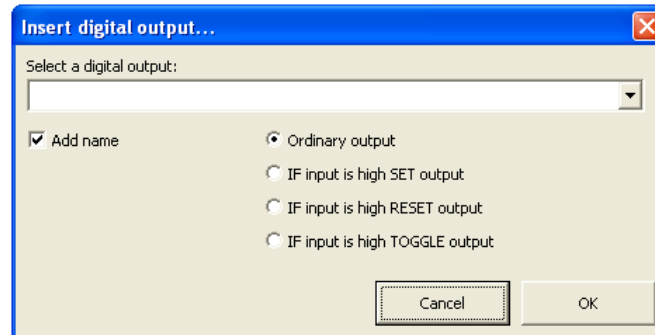 Insert digital output...
Select a digital output:
Add name
Ordinary output
IF input is high SET output
IF input is high RESET output
IF input is high TOGGLE output
Cancel
OK